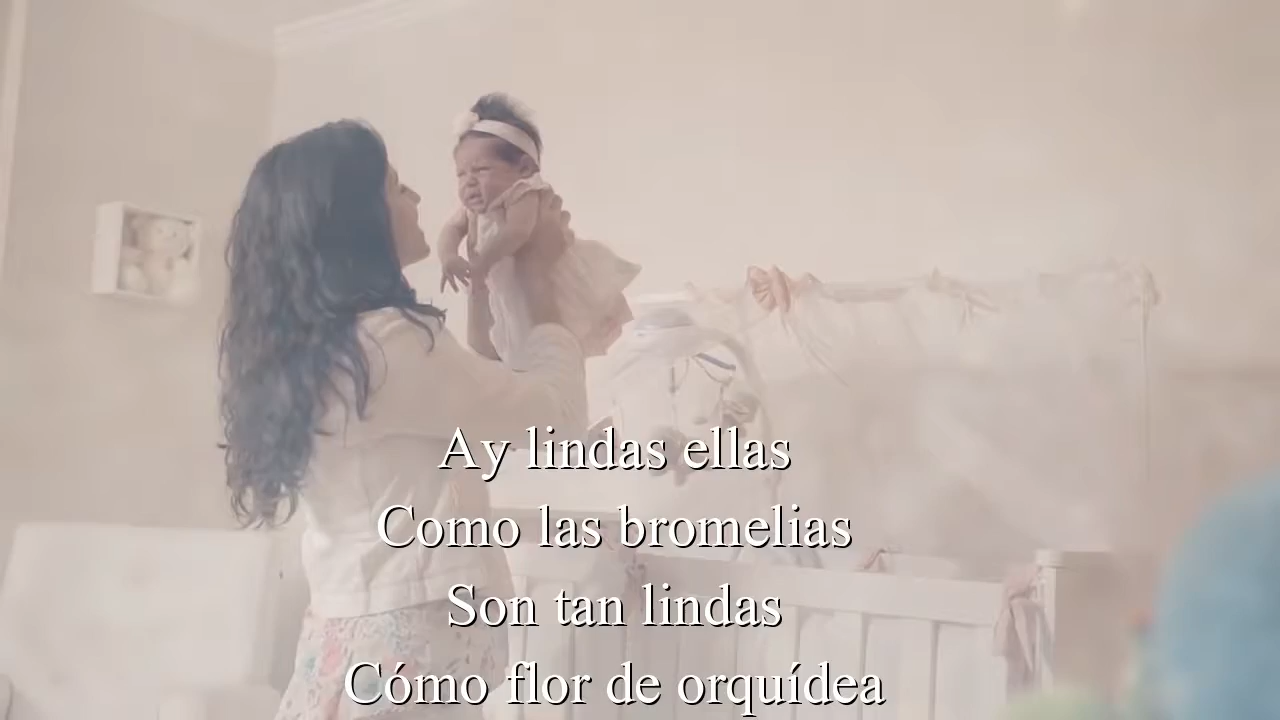 Ay lindas ellas
Como las bromelias
Son tan lindas
Cómo flor de orquídea